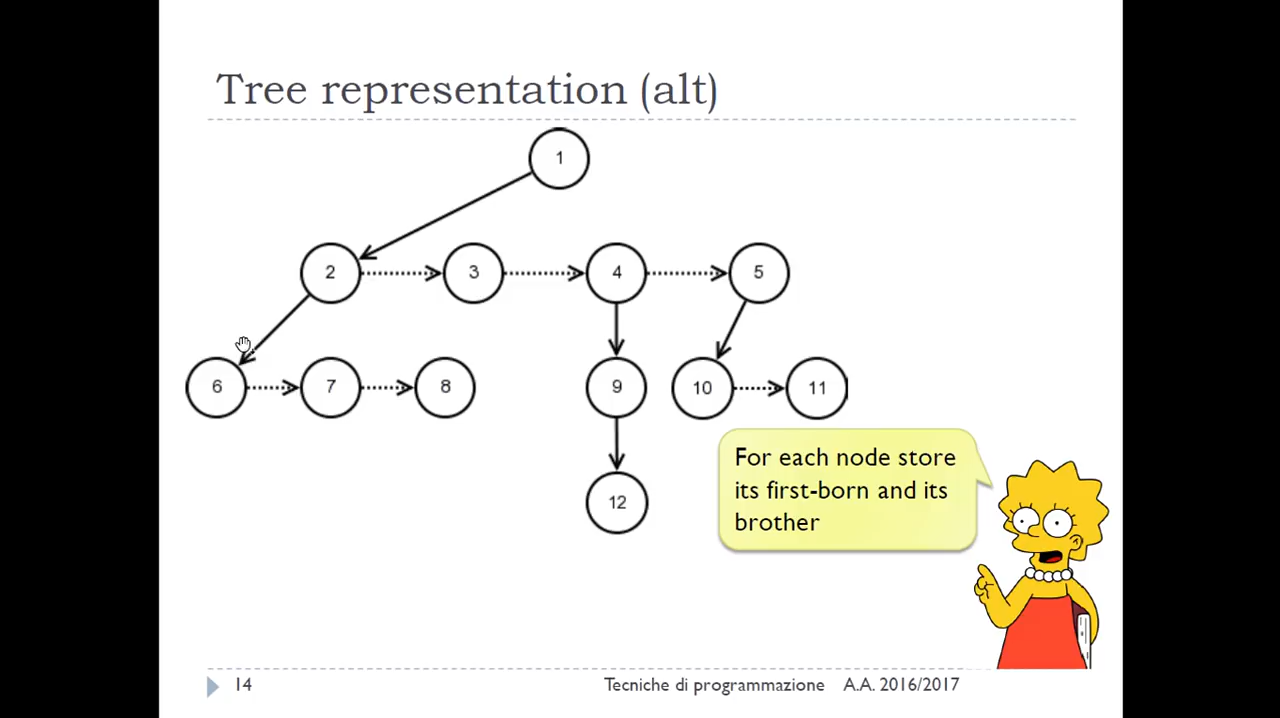 Tree representation (alt)
1
2
3
4
5
6
7
8
9
10
11
12
For each node store
its first-born and its
brother
14
Tecniche di programmazione A.A. 2016/2017